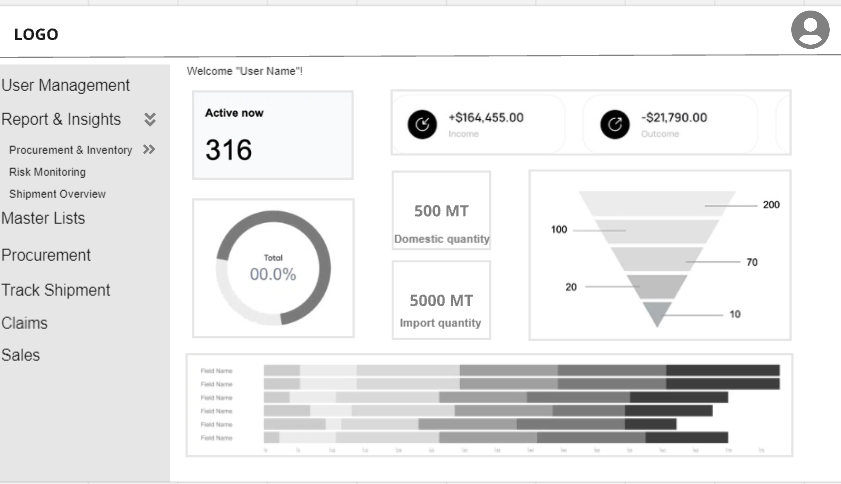 LOGO
Welcome "User Name"!
User Management
Report & Insights
Procurement & Inventory
Risk Monitoring
Shipment Overview
Master Lists
Procurement
Track Shipment
Claims
Sales
Active now
316
+$164,455.00
Income
-$21,790.00
Outcome
Total
00.0%
500 MT
Domestic quantity
5000 MT
Import quantity
200
100
70
20
10
Field Name
Field Name
Field Name
Field Name
Field Name
Field Name